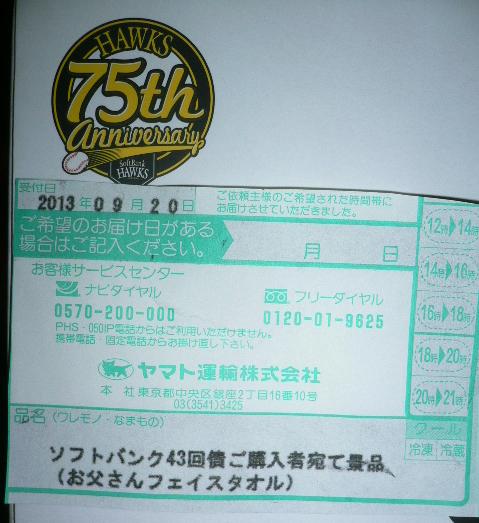 HAWKS
75th
Anniversary
SoftBank
HAWKS
受付日
2013年09月20日
ご依頼主様のご希望された時間帯に
お届けさせていただきました。
ご希望のお届け日がある
場合はご記入ください。
月 日
12時▶14時
14時▶16時
16時▶18時
18時▶20時
20時▶21時
お客様サービスセンター
ナビダイヤル
0570-200-000
フリーダイヤル
0120-01-9625
PHS・050IP電話からはご利用いただけません。
携帯電話・固定電話からお掛け直し下さい。
ヤマト運輸株式会社
本 社 東京都中央区銀座2丁目16番10号
03(3541)3425
品名(ワレモノ・なまもの)
クール
冷凍 冷蔵
ソフトバンク43回債ご購入者宛て景品
(お父さんフェイスタオル)